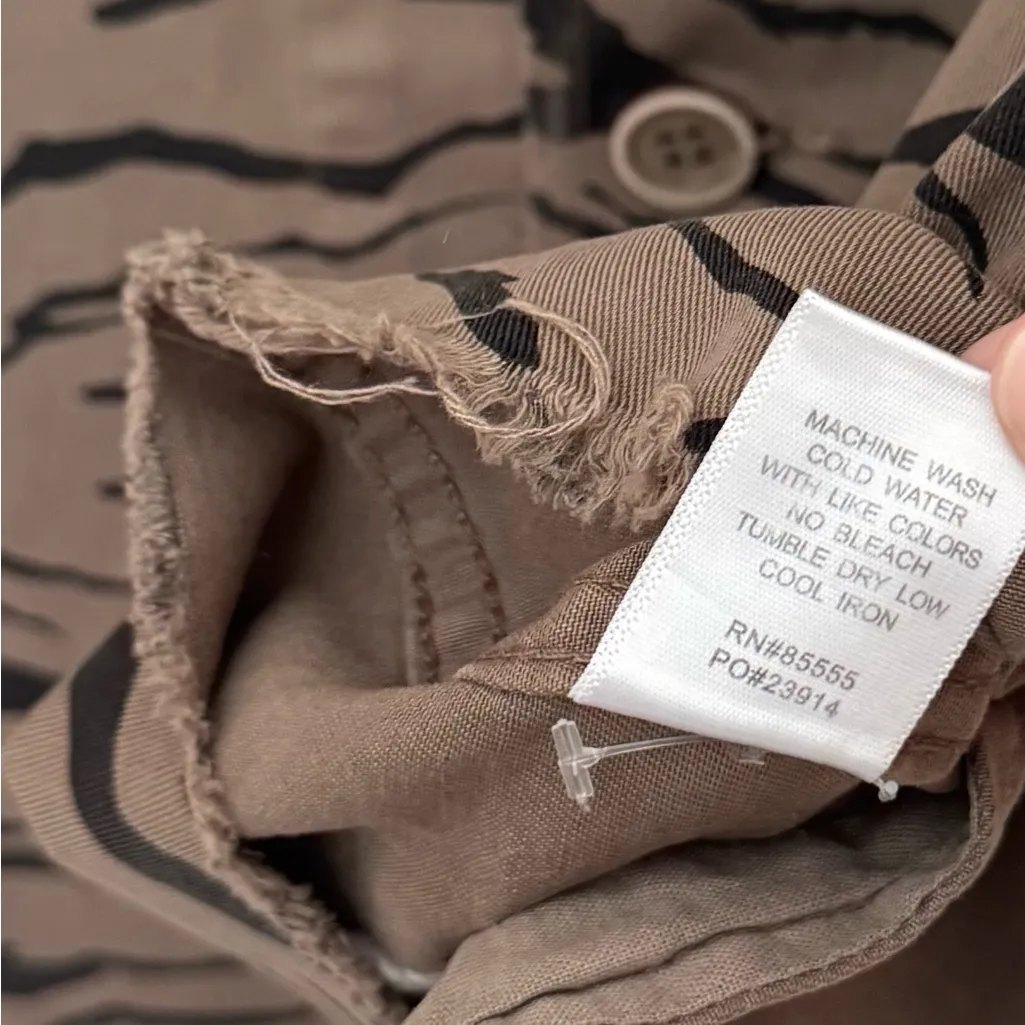 MACHINE WASH
COLD WATER
WITH LIKE COLORS
NO BLEACH
TUMBLE DRY LOW
COOL IRON
RN#85555
PO#23914